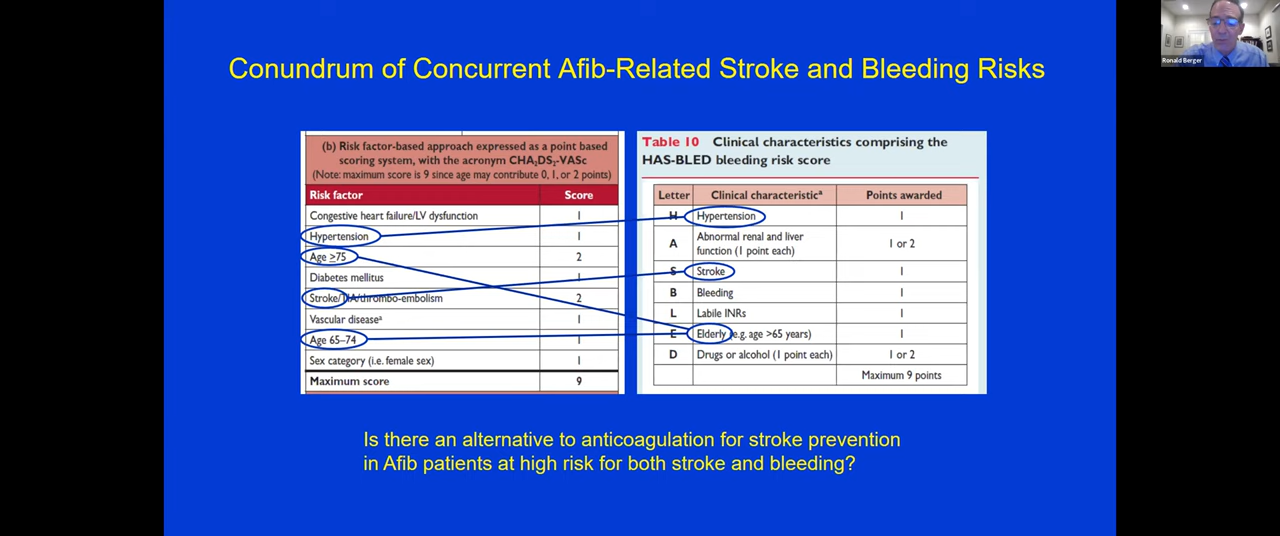 Ronald Berger
Conundrum of Concurrent Afib-Related Stroke and Bleeding Risks
(b) Risk factor-based approach expressed as a point based
scoring system, with the acronym CHA₂DS₂-VASc
(Note: maximum score is 9 since age may contribute 0, 1, or 2 points)
Risk factor Score
Congestive heart failure/LV dysfunction 1
Hypertension 1
Age ≥75 2
Diabetes mellitus 1
Stroke/TIA/thrombo-embolism 2
Vascular diseaseᵃ 1
Age 65–74 1
Sex category (i.e. female sex) 1
Maximum score 9
Table 10 Clinical characteristics comprising the
HAS-BLED bleeding risk score
Letter Clinical characteristicᵃ Points awarded
H Hypertension 1
A Abnormal renal and liver
function (1 point each) 1 or 2
S Stroke 1
B Bleeding 1
L Labile INRs 1
E Elderly (e.g. age >65 years) 1
D Drugs or alcohol (1 point each) 1 or 2
Maximum 9 points
Is there an alternative to anticoagulation for stroke prevention
in Afib patients at high risk for both stroke and bleeding?